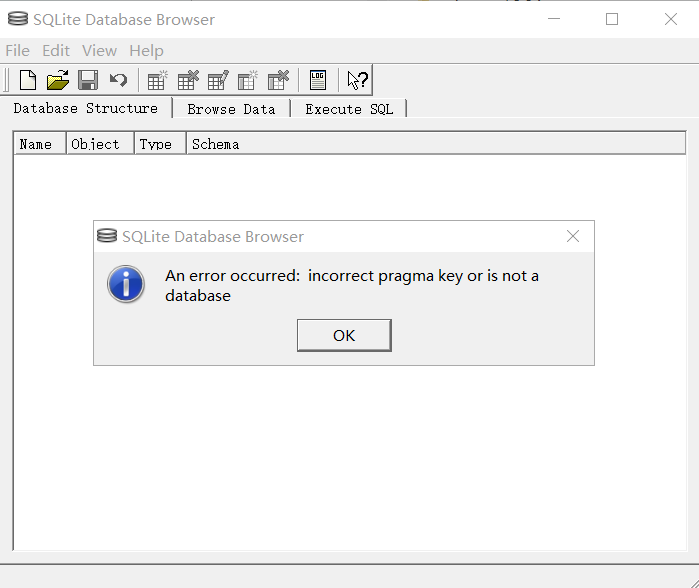 SQLite Database Browser
File Edit View Help
LOG
Database Structure Browse Data Execute SQL
Name Object Type Schema
SQLite Database Browser
An error occurred: incorrect pragma key or is not a
database
OK